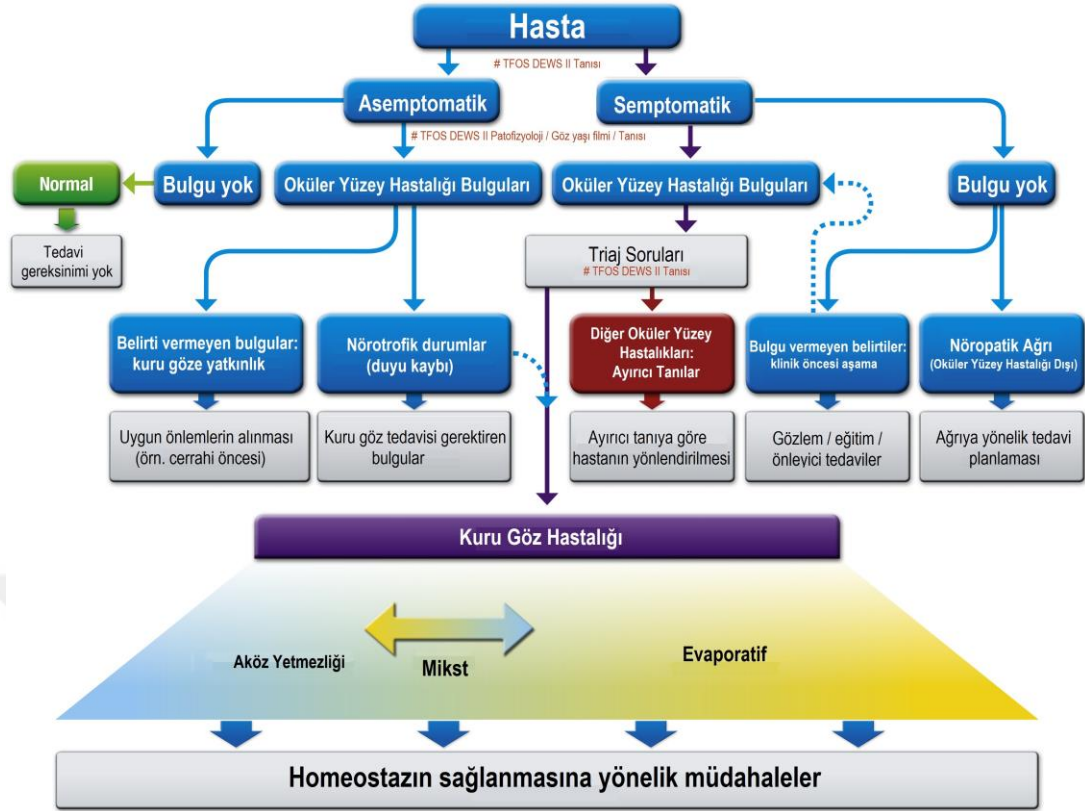 Hasta
# TFOS DEWS II Tanısı
Asemptomatik
Semptomatik
# TFOS DEWS II Patofizyoloji / Göz yaşı filmi / Tanısı
Normal
Bulgu yok
Oküler Yüzey Hastalığı Bulguları
Oküler Yüzey Hastalığı Bulguları
Bulgu yok
Tedavi
gereksinimi yok
Triaj Soruları
# TFOS DEWS II Tanısı
Belirti vermeyen bulgular:
kuru göze yatkınlık
Nörotrofik durumlar
(duyu kaybı)
Diğer Oküler Yüzey
Hastalıkları:
Ayırıcı Tanılar
Bulgu vermeyen belirtiler:
klinik öncesi aşama
Nöropatik Ağrı
(Oküler Yüzey Hastalığı Dışı)
Uygun önlemlerin alınması
(örn. cerrahi öncesi)
Kuru göz tedavisi gerektiren
bulgular
Ayırıcı tanıya göre
hastanın yönlendirilmesi
Gözlem / eğitim /
önleyici tedaviler
Ağrıya yönelik tedavi
planlaması
Kuru Göz Hastalığı
Aköz Yetmezliği
Mikst
Evaporatif
Homeostazın sağlanmasına yönelik müdahaleler